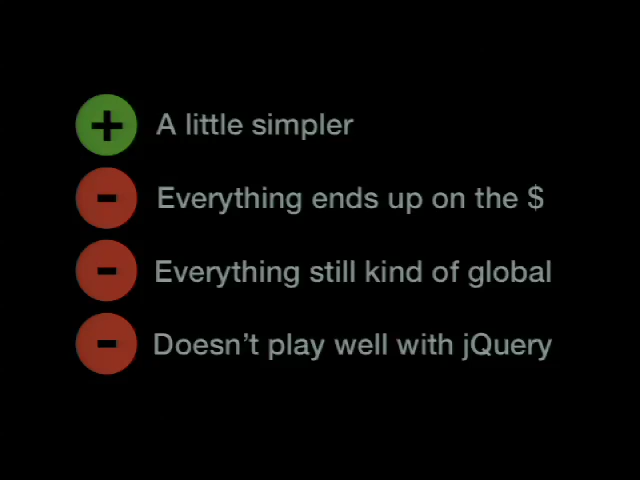 + A little simpler
- Everything ends up on the $
- Everything still kind of global
- Doesn't play well with jQuery